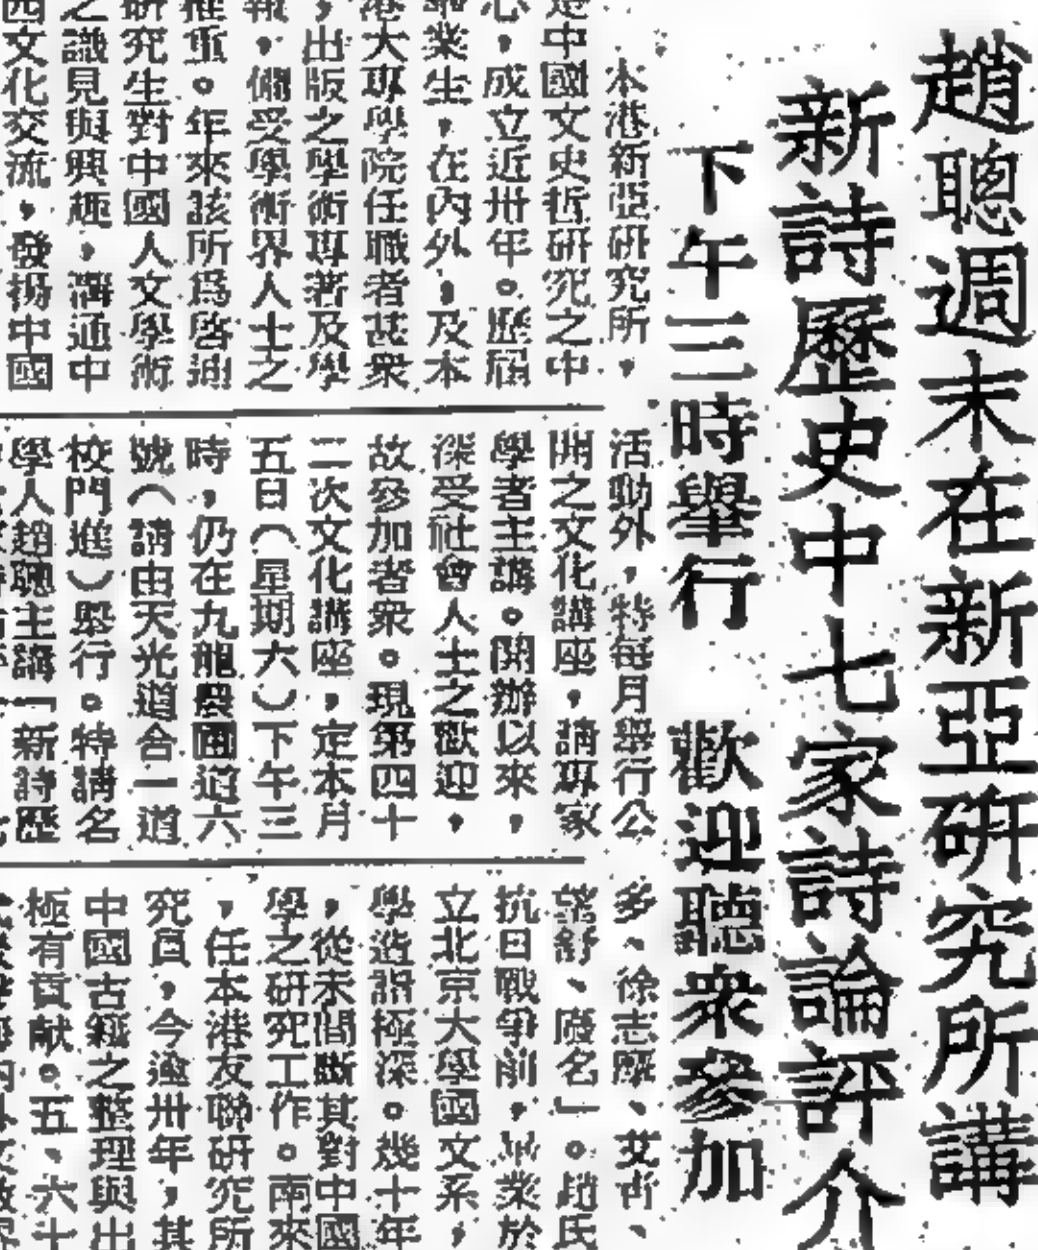 趙聰週末在新亞研究所講
新詩歷史中七家詩論評介
下午三時舉行 歡迎聽衆參加
本港新亞研究所,
是中國文史哲研究之中
心,成立近卅年。歷屆
畢業生,在內外,及本
港大專學院任職者甚衆
,出版之學術專著及學
報,備受學術界人士之
推重。年來該所爲啓迪
研究生對中國人文學術
之識見與興趣,溝通中
西文化交流,發揚中國
活動外,特每月舉行公
開之文化講座,請專家
學者主講。開辦以來,
深受社會人士之歡迎,
故參加者衆。現第四十
二次文化講座,定本月
五日(星期六)下午三
時,仍在九龍農圃道六
號(請由天光道合一道
校門進)舉行。特請名
學人趙聰主講「新詩歷
多、徐志摩、艾青、
望舒、廢名」。趙氏
抗日戰爭前,畢業於
立北京大學國文系,
學造詣極深。幾十年
,從未間斷其對中國
學之研究工作。南來
,任本港友聯研究所
究員,今逾卅年,其
中國古籍之整理與出
極有貢献。五、六十